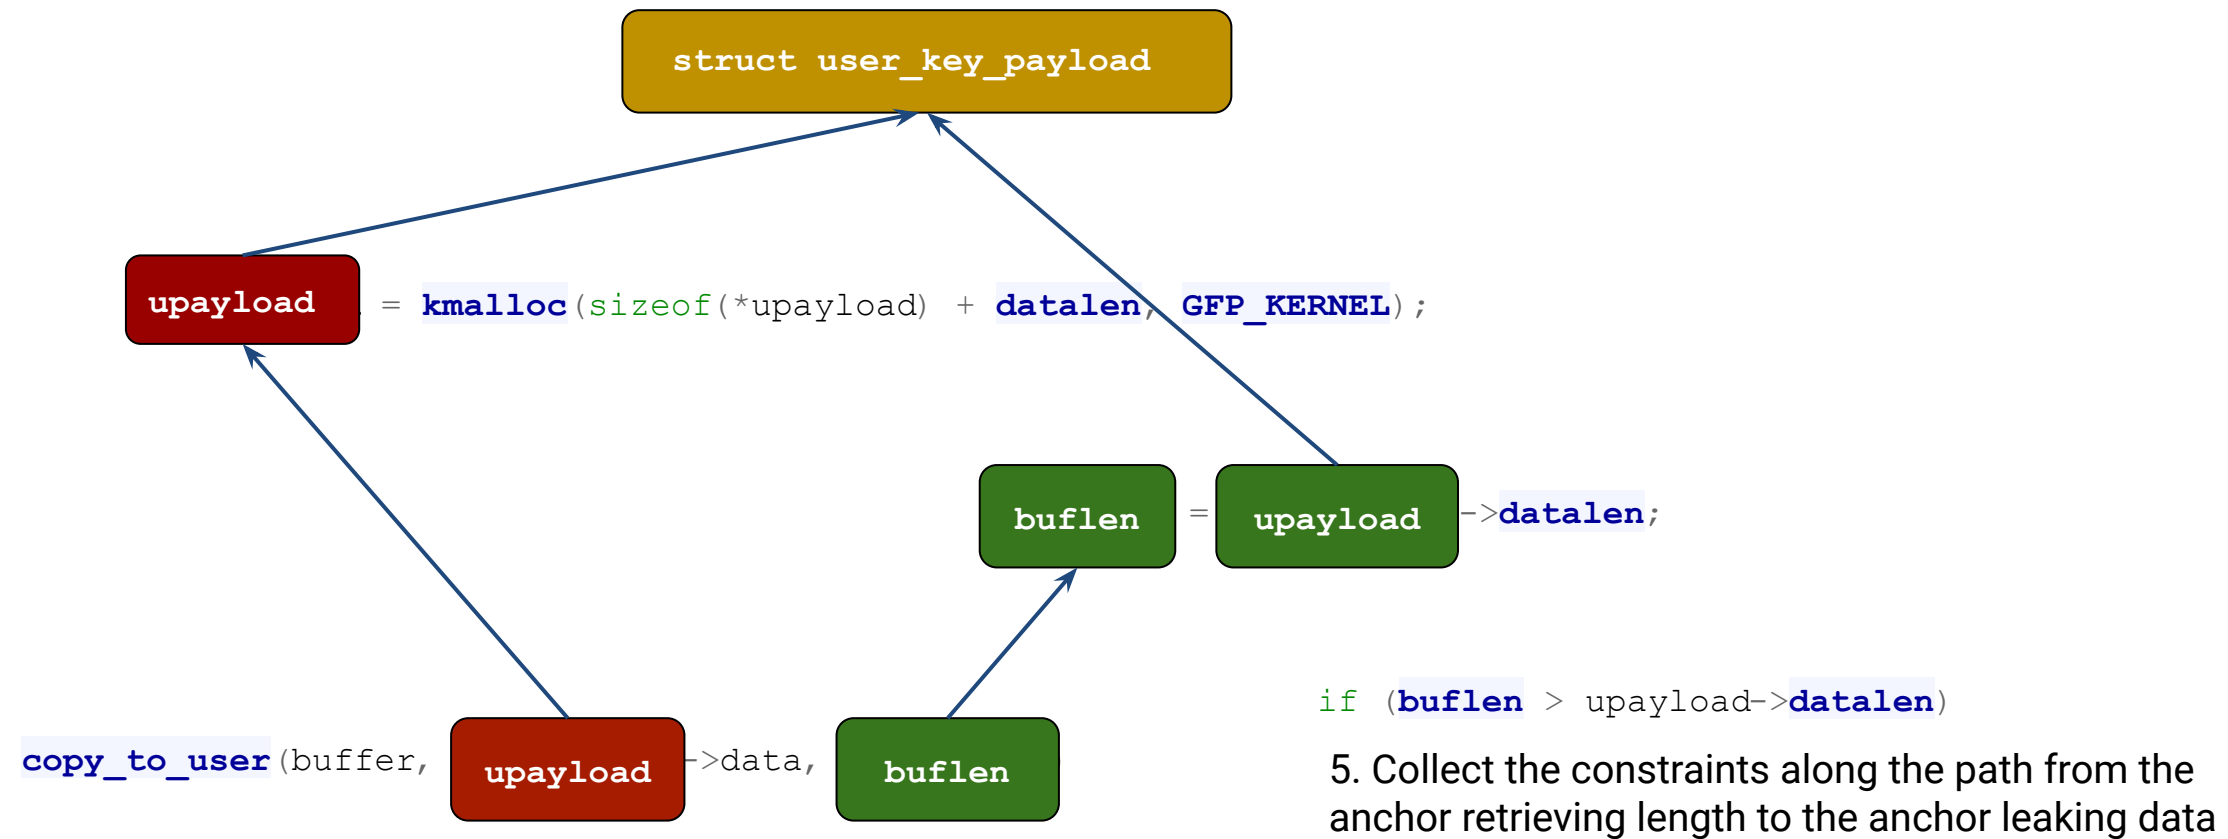 struct user_key_payload
upayload = kmalloc(sizeof(*upayload) + datalen, GFP_KERNEL);
buflen = upayload->datalen;
if (buflen > upayload->datalen)
copy_to_user(buffer, upayload->data, buflen
5. Collect the constraints along the path from the
anchor retrieving length to the anchor leaking data